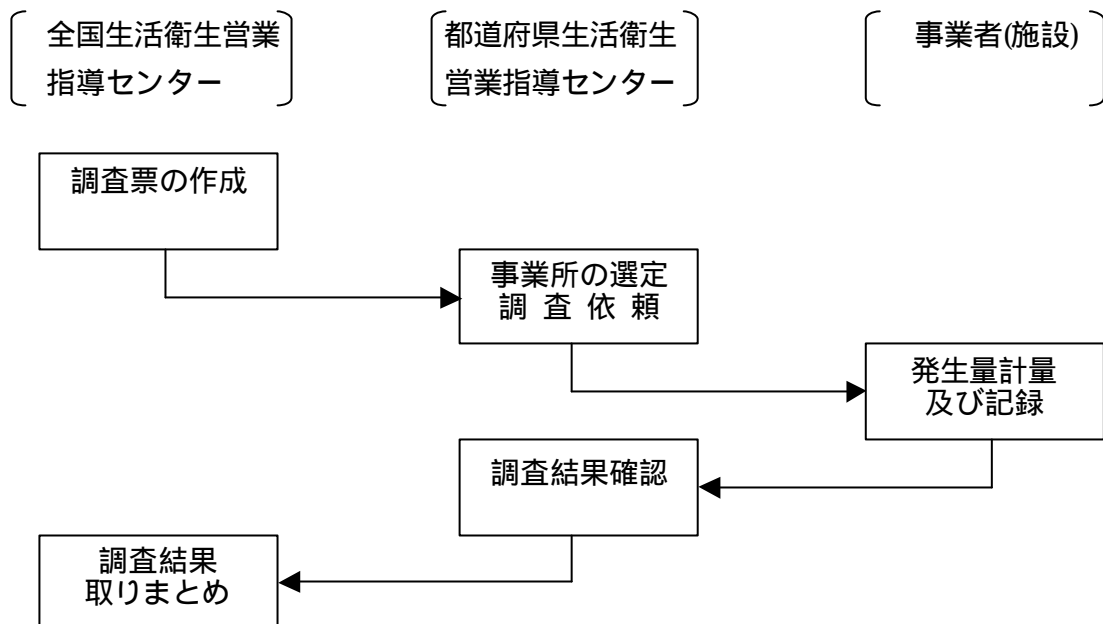 全国生活衛生営業
指導センター
都道府県生活衛生
営業指導センター
事業者(施設)
調査票の作成
事業所の選定
調 査 依 頼
発生量計量
及び記録
調査結果確認
調査結果
取りまとめ